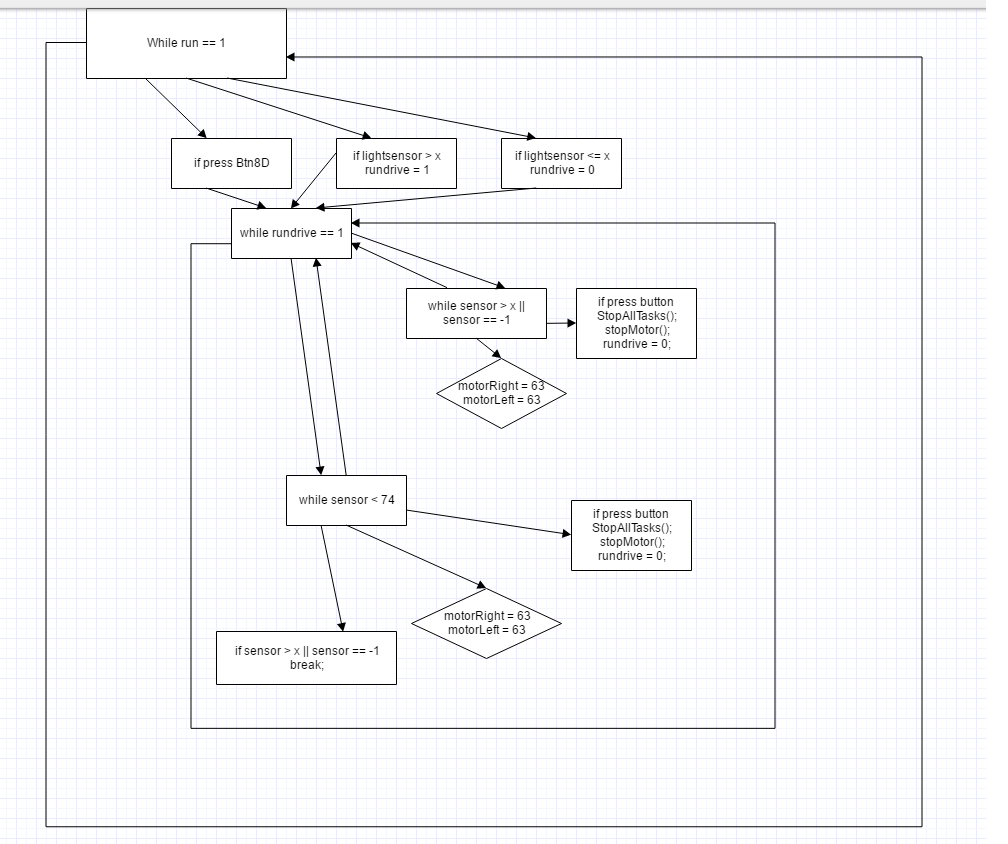 While run == 1
if press Btn8D
if lightsensor > x
rundrive = 1
if lightsensor <= x
rundrive = 0
while rundrive == 1
while sensor > x ||
sensor == -1
if press button
StopAllTasks();
stopMotor();
rundrive = 0;
motorRight = 63
motorLeft = 63
while sensor < 74
if press button
StopAllTasks();
stopMotor();
rundrive = 0;
motorRight = 63
motorLeft = 63
if sensor > x || sensor == -1
break;